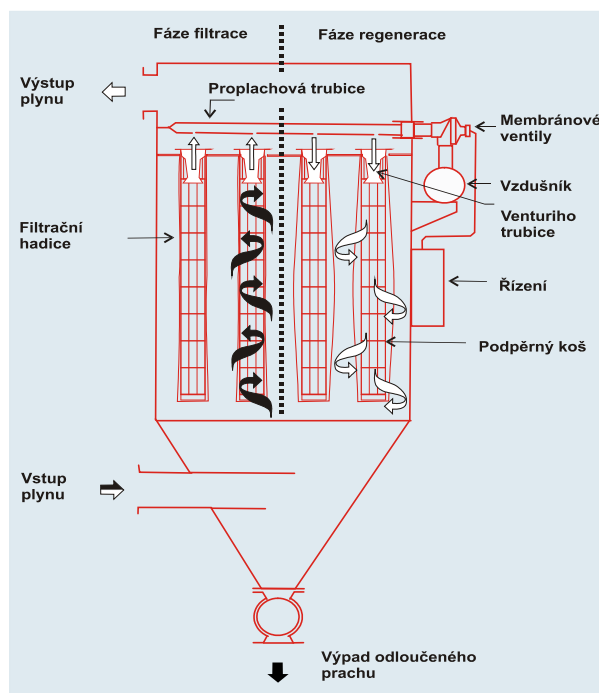 Fáze filtrace
Fáze regenerace
Výstup
plynu
Proplachová trubice
Membránové
ventily
Vzdušník
Venturiho
trubice
Filtrační
hadice
Řízení
Podpěrný koš
Vstup
plynu
Výpad odloučeného
prachu